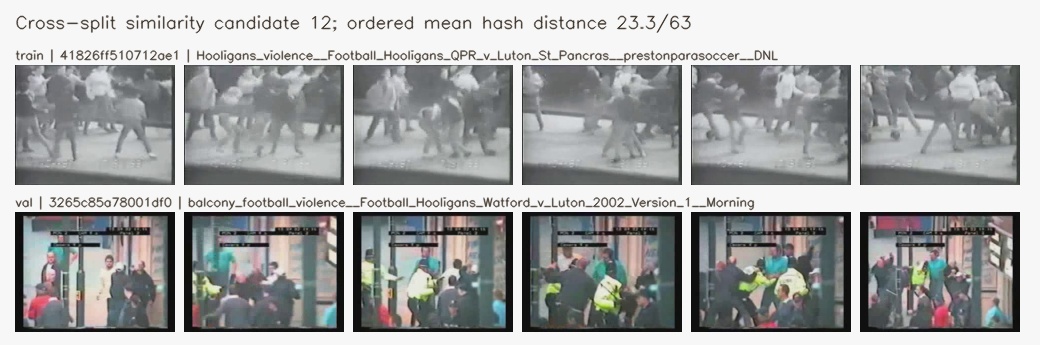 Cross-split similarity candidate 12; ordered mean hash distance 23.3/63
train | 41826ff510712ae1 | Hooligans_violence__Football_Hooligans_QPR_v_Luton_St_Pancras__prestonparasoccer__DNL
val | 3265c85a78001df0 | balcony_football_violence__Football_Hooligans_Watford_v_Luton_2002_Version_1__Morning